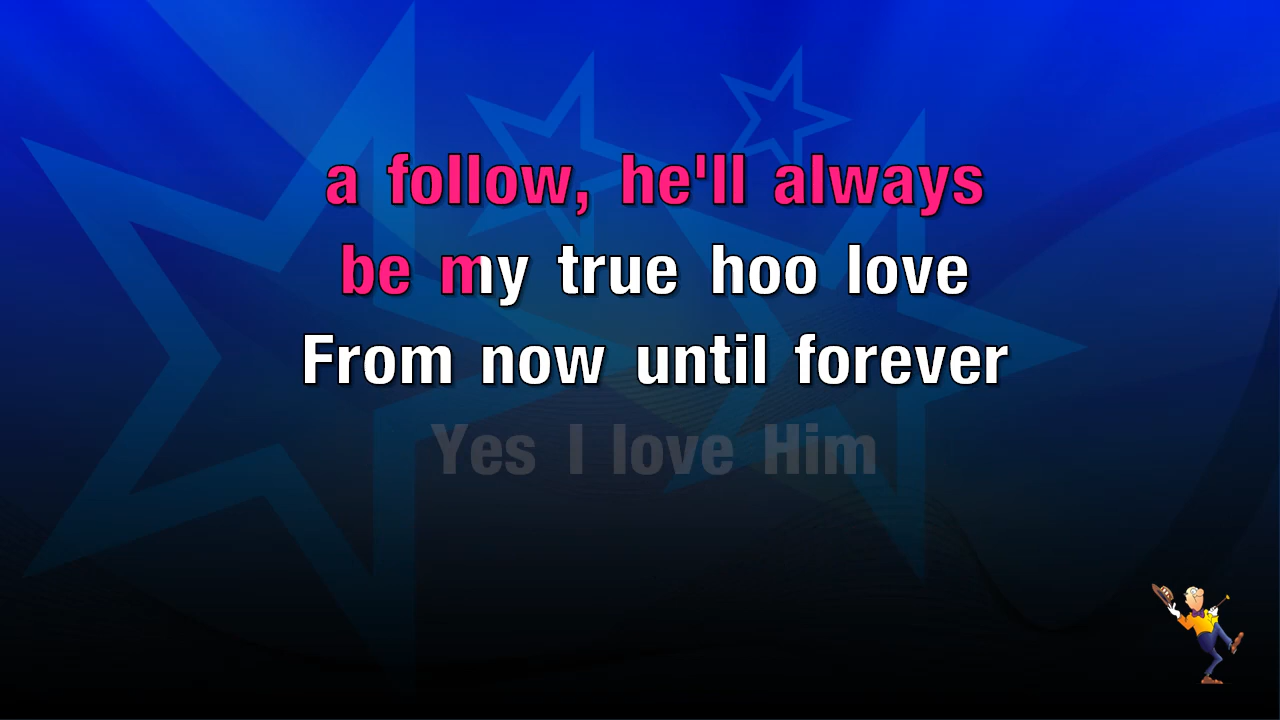 a follow, he'll always
be my true hoo love
From now until forever
Yes I love Him